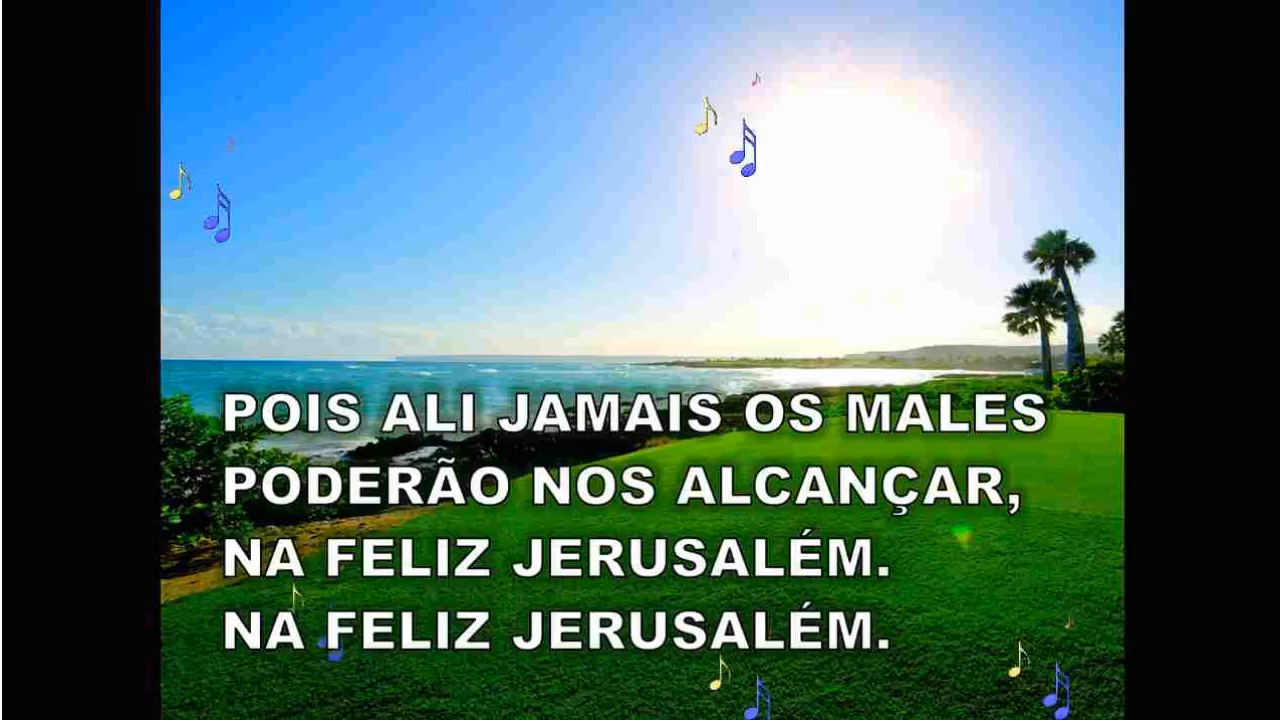 POIS ALI JAMAIS OS MALES
PODERÃO NOS ALCANÇAR,
NA FELIZ JERUSALÉM.
NA FELIZ JERUSALÉM.